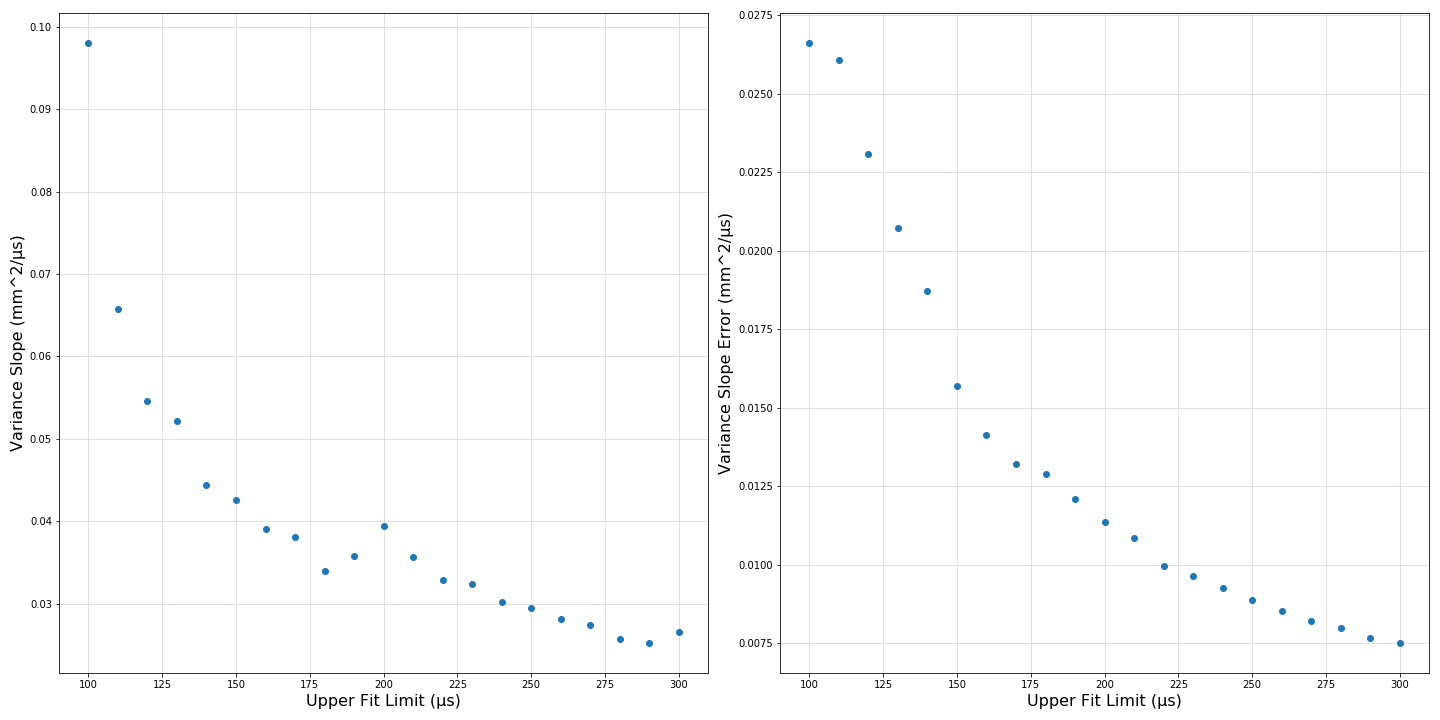 0.10
0.09
0.08
0.07
0.06
0.05
0.04
0.03
Variance Slope (mm^2/μs)
100 125 150 175 200 225 250 275 300
Upper Fit Limit (μs)
0.0275
0.0250
0.0225
0.0200
0.0175
0.0150
0.0125
0.0100
0.0075
Variance Slope Error (mm^2/μs)
100 125 150 175 200 225 250 275 300
Upper Fit Limit (μs)